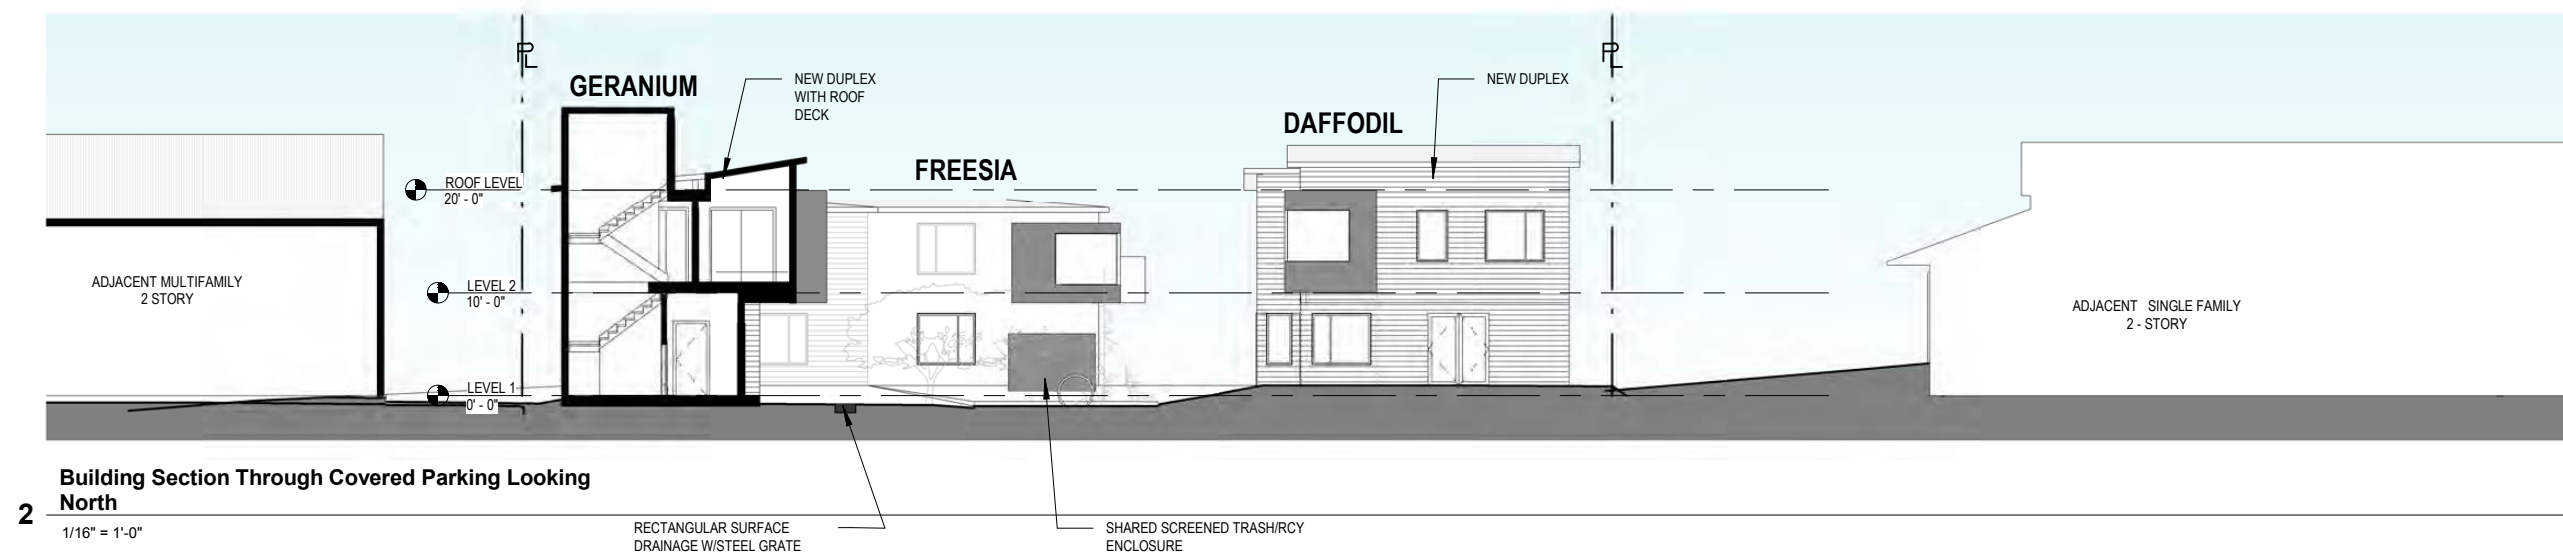 PL
PL
GERANIUM
NEW DUPLEX
WITH ROOF
DECK
NEW DUPLEX
DAFFODIL
FREESIA
ROOF LEVEL
20' - 0"
ADJACENT MULTIFAMILY
2 STORY
LEVEL 2
10' - 0"
ADJACENT SINGLE FAMILY
2 - STORY
LEVEL 1
0' - 0"
Building Section Through Covered Parking Looking
North
2
1/16" = 1'-0"
RECTANGULAR SURFACE
DRAINAGE W/STEEL GRATE
SHARED SCREENED TRASH/RCY
ENCLOSURE